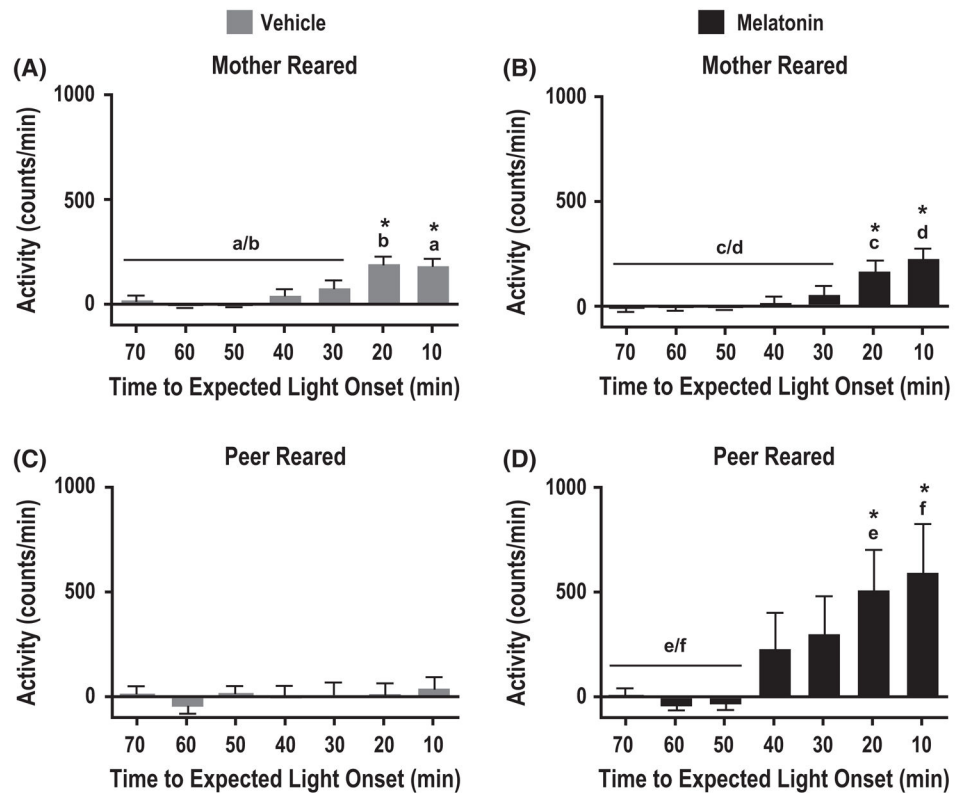 Vehicle
Melatonin
(A)
Mother Reared
Activity (counts/min)
1000
500
0
a/b
*
b
*
a
70 60 50 40 30 20 10
Time to Expected Light Onset (min)
(B)
Mother Reared
Activity (counts/min)
1000
500
0
c/d
*
c
*
d
70 60 50 40 30 20 10
Time to Expected Light Onset (min)
(C)
Peer Reared
Activity (counts/min)
1000
500
0
70 60 50 40 30 20 10
Time to Expected Light Onset (min)
(D)
Peer Reared
Activity (counts/min)
1000
500
0
e/f
*
e
*
f
70 60 50 40 30 20 10
Time to Expected Light Onset (min)